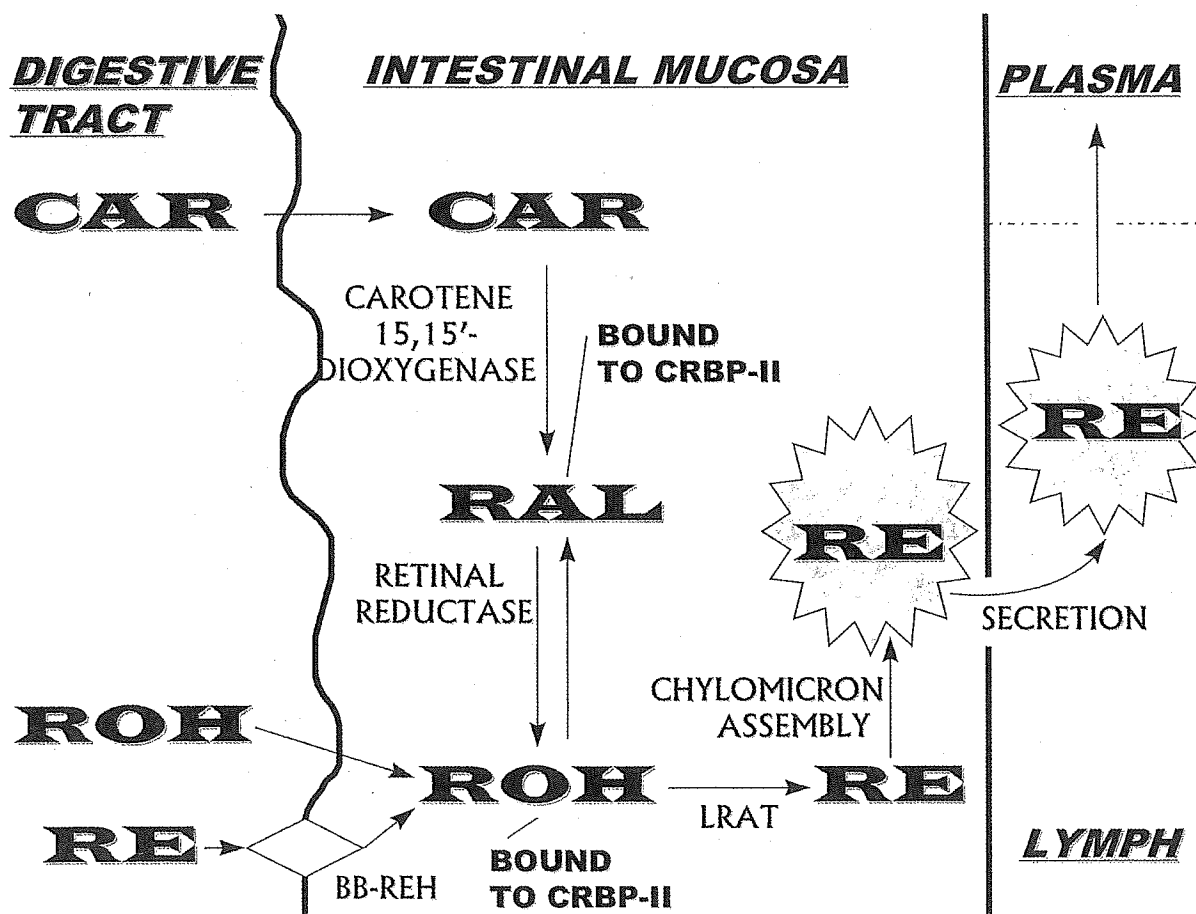 DIGESTIVE
TRACT
INTESTINAL MUCOSA
PLASMA
CAR
CAR
CAROTENE
15,15′-
DIOXYGENASE
BOUND
TO CRBP-II
RE
RAL
RE
RETINAL
REDUCTASE
SECRETION
CHYLOMICRON
ASSEMBLY
ROH
ROH
LRAT
RE
RE
BB-REH
BOUND
TO CRBP-II
LYMPH